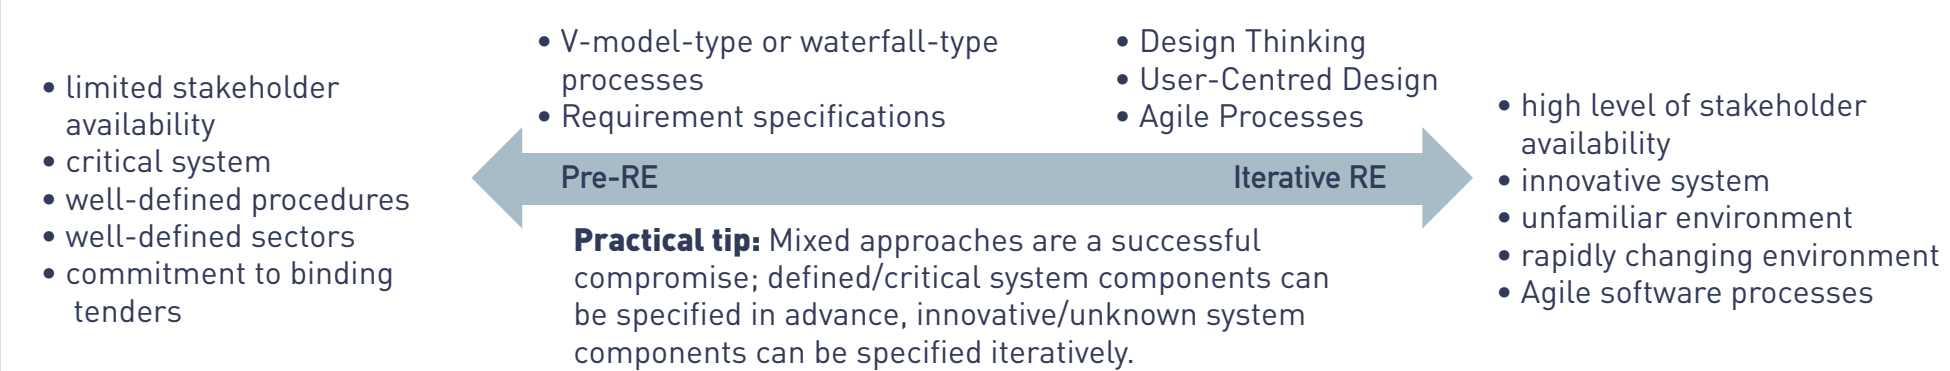 • limited stakeholder
availability
• critical system
• well-defined procedures
• well-defined sectors
• commitment to binding
tenders
• V-model-type or waterfall-type
processes
• Requirement specifications
• Design Thinking
• User-Centred Design
• Agile Processes
Pre-RE
Iterative RE
Practical tip: Mixed approaches are a successful
compromise; defined/critical system components can
be specified in advance, innovative/unknown system
components can be specified iteratively.
• high level of stakeholder
availability
• innovative system
• unfamiliar environment
• rapidly changing environment
• Agile software processes